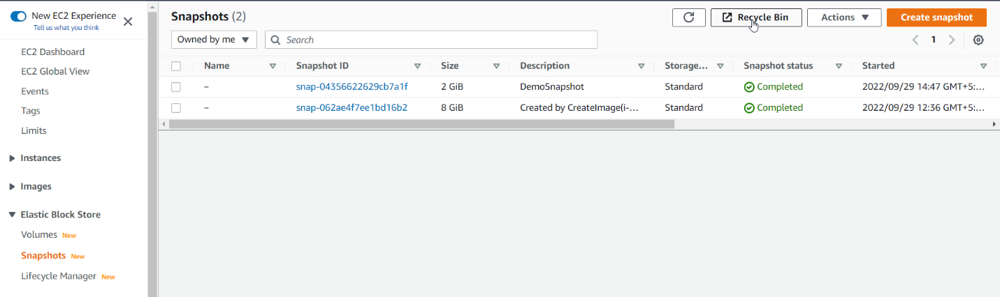 New EC2 Experience
Tell us what you think
EC2 Dashboard
EC2 Global View
Events
Tags
Limits
Instances
Images
Elastic Block Store
Volumes New
Snapshots New
Lifecycle Manager New
Snapshots (2)
Recycle Bin
Actions
Create snapshot
Owned by me
Search
1
Name Snapshot ID Size Description Storage... Snapshot status Started
– snap-04356622629cb7a1f 2 GiB DemoSnapshot Standard Completed 2022/09/29 14:47 GMT+5:...
– snap-062ae4f7ee1bd16b2 8 GiB Created by CreateImage(i-... Standard Completed 2022/09/29 12:36 GMT+5:...